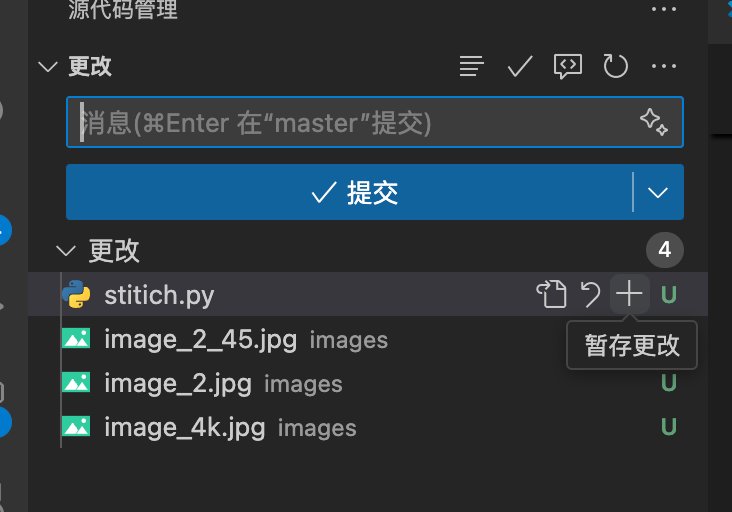 源代码管理
更改
消息(⌘Enter 在“master”提交)
提交
更改 4
stitich.py U
image_2_45.jpg images
暂存更改
image_2.jpg images U
image_4k.jpg images U